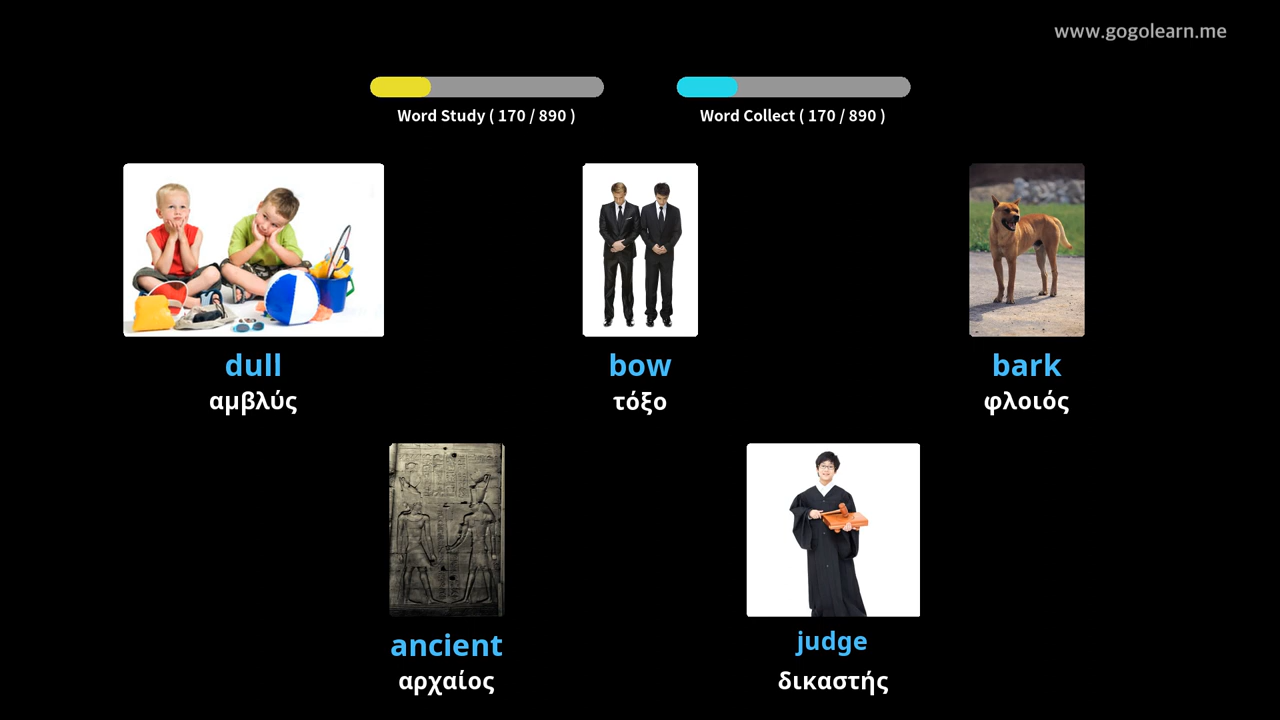 www.gogolearn.me
Word Study ( 170 / 890 )
Word Collect ( 170 / 890 )
dull
αμβλύς
bow
τόξο
bark
φλοιός
ancient
αρχαίος
judge
δικαστής